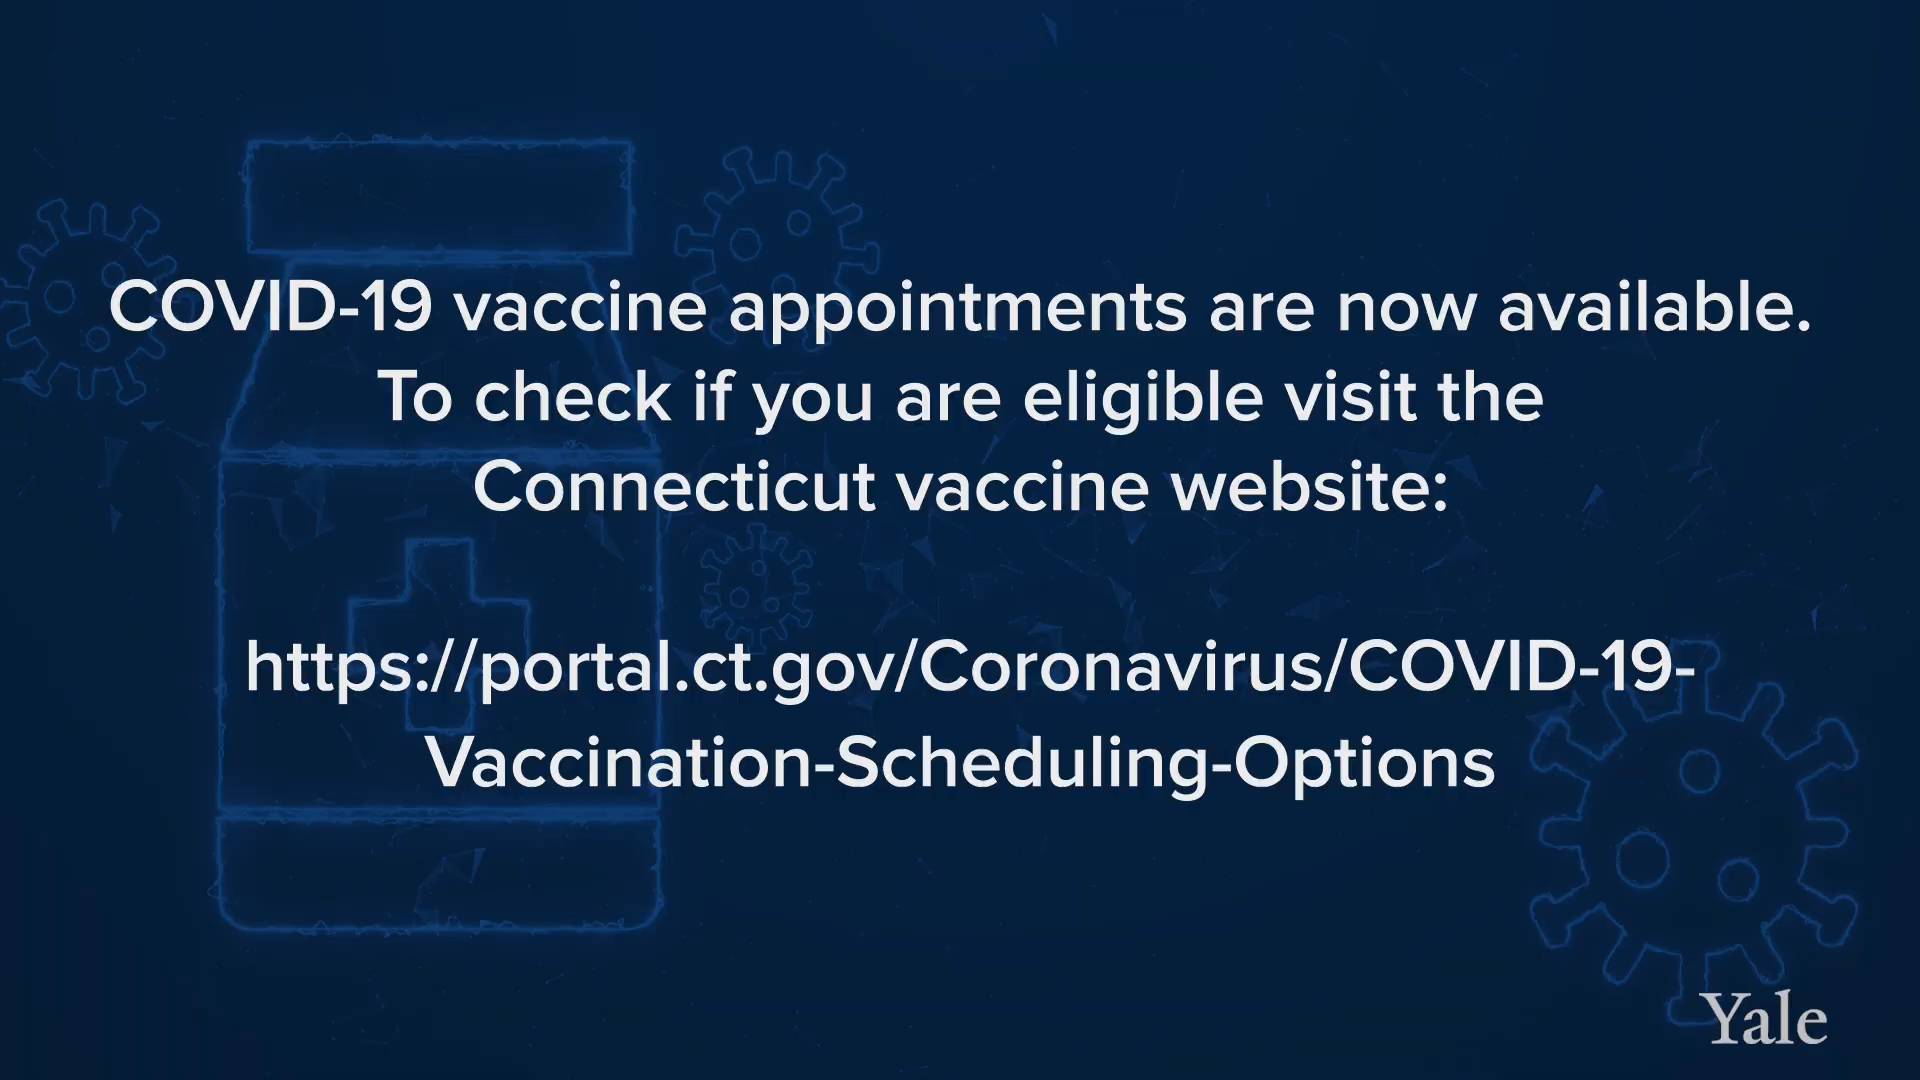 COVID-19 vaccine appointments are now available.
To check if you are eligible visit the
Connecticut vaccine website:
https://portal.ct.gov/Coronavirus/COVID-19-
Vaccination-Scheduling-Options
Yale